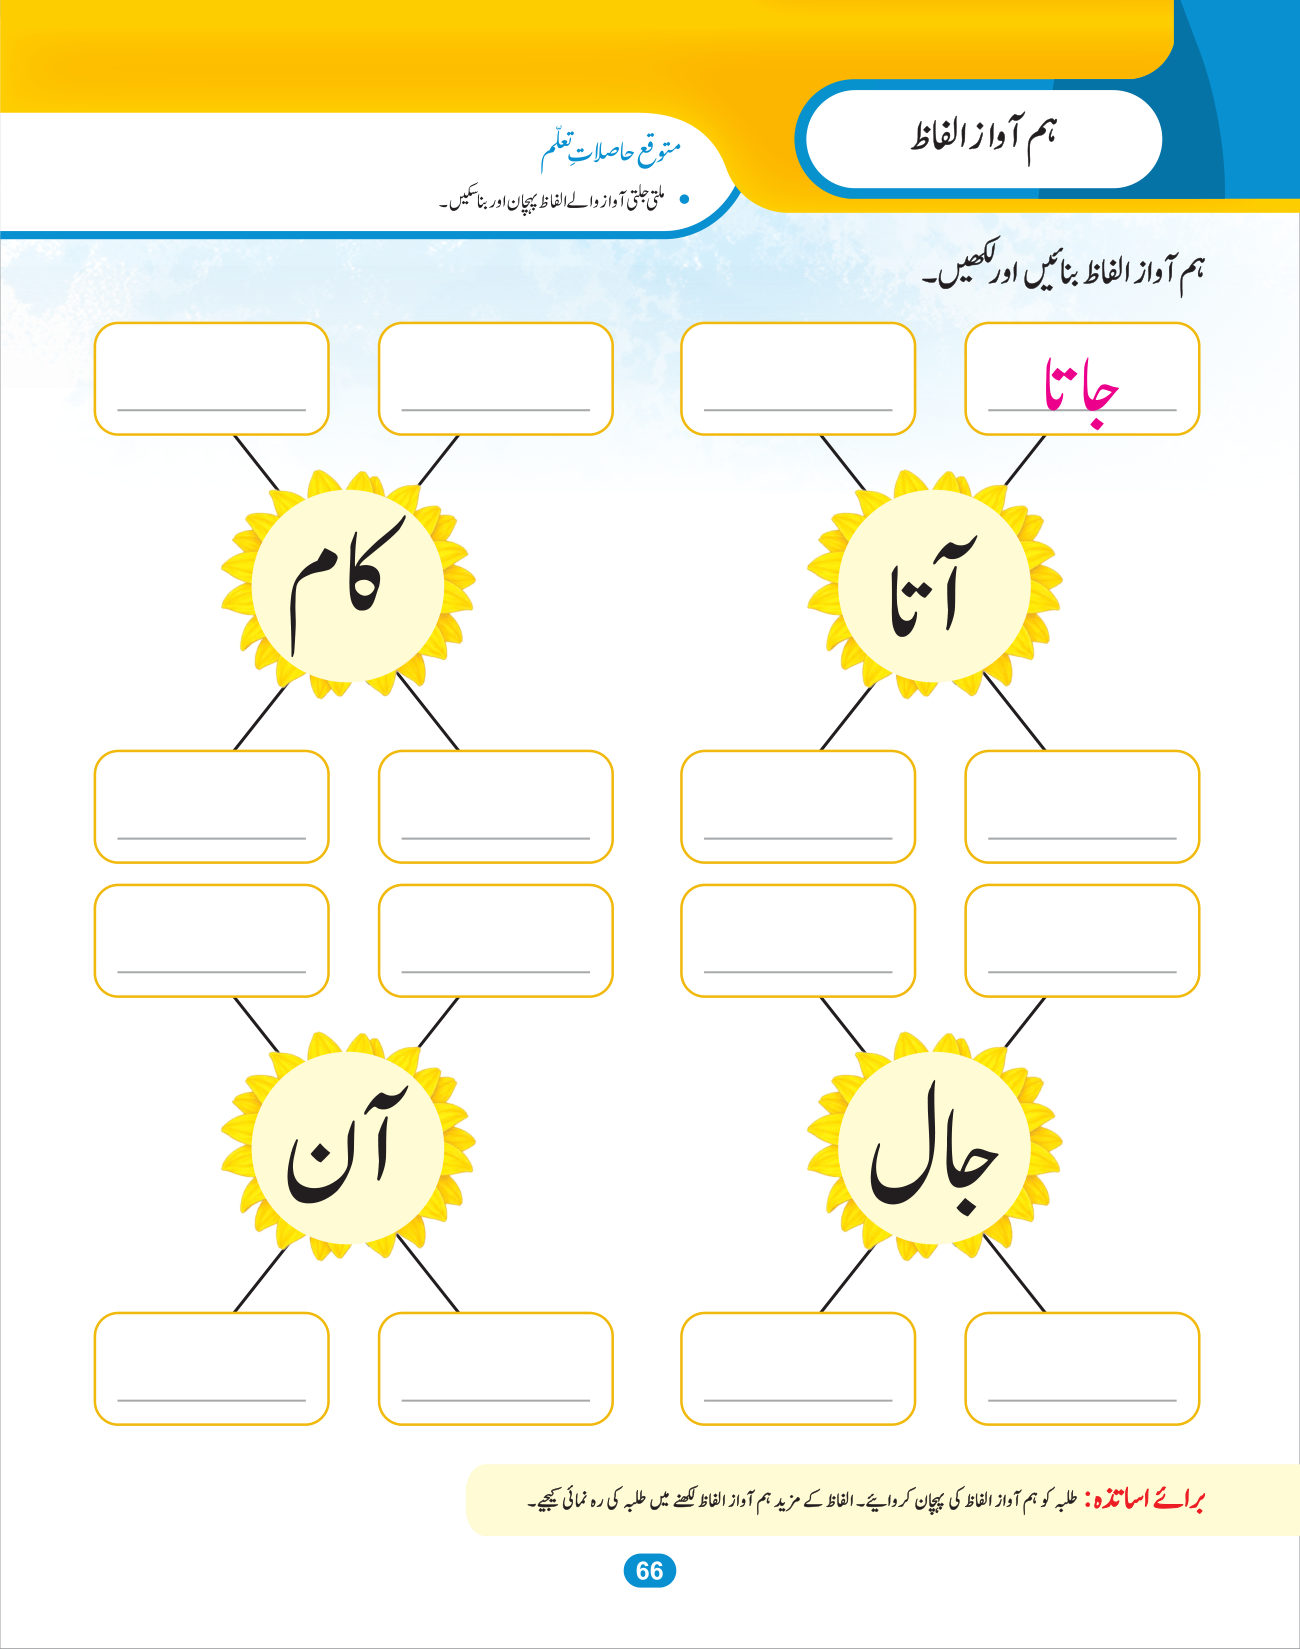 ہم آواز الفاظ
متوقع حاصلاتِ تعلّم
• ملتی جلتی آواز والے الفاظ پہچان اور بنا سکیں۔
ہم آواز الفاظ بنائیں اور لکھیں۔
جاتا
آتا
کام
جال
آن
برائے اساتذہ: طلبہ کو ہم آواز الفاظ کی پہچان کروائیے۔ الفاظ کے مزید ہم آواز الفاظ لکھنے میں طلبہ کی رہ نمائی کیجیے۔
66